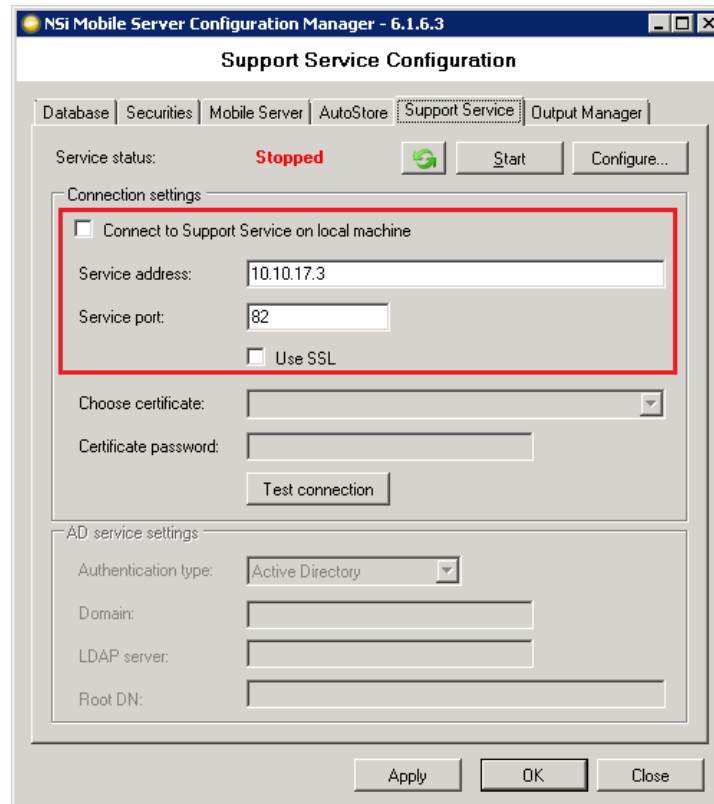 NSi Mobile Server Configuration Manager - 6.1.6.3
Support Service Configuration
Database Securities Mobile Server AutoStore Support Service Output Manager
Service status: Stopped Start Configure...
Connection settings
Connect to Support Service on local machine
Service address: 10.10.17.3
Service port: 82
Use SSL
Choose certificate:
Certificate password:
Test connection
AD service settings
Authentication type: Active Directory
Domain:
LDAP server:
Root DN:
Apply OK Close